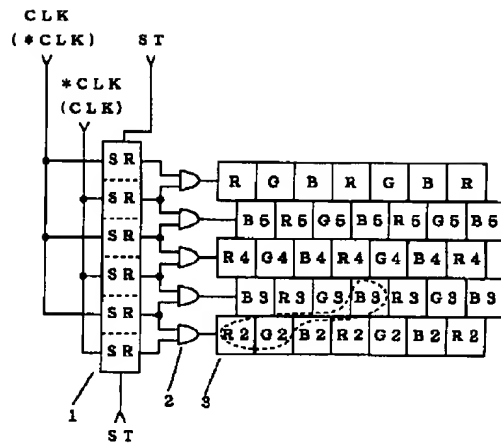 CLK
(*CLK)
ST
*CLK
(CLK)
SR
R G B R G B R
SR
B5 R5 G5 B5 R5 G5 B5
SR
R4 G4 B4 R4 G4 B4 R4
SR
B3 R3 G3 B3 R3 G3 B3
SR
R2 G2 B2 R2 G2 B2 R2
SR
1 2 3
ST